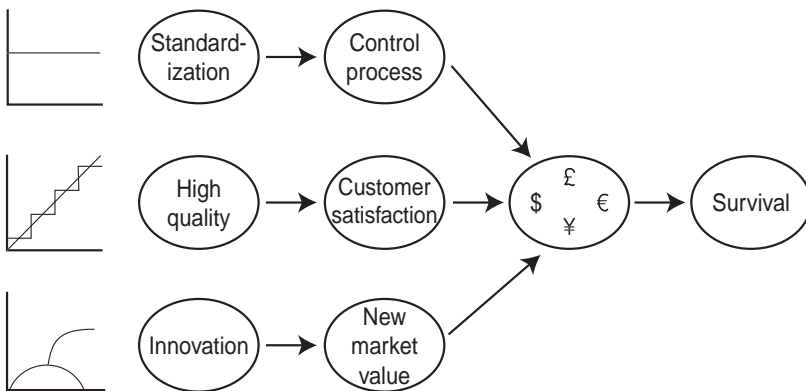 Standard-
ization
Control
process
High
quality
Customer
satisfaction
£
$ €
¥
Survival
Innovation
New
market
value